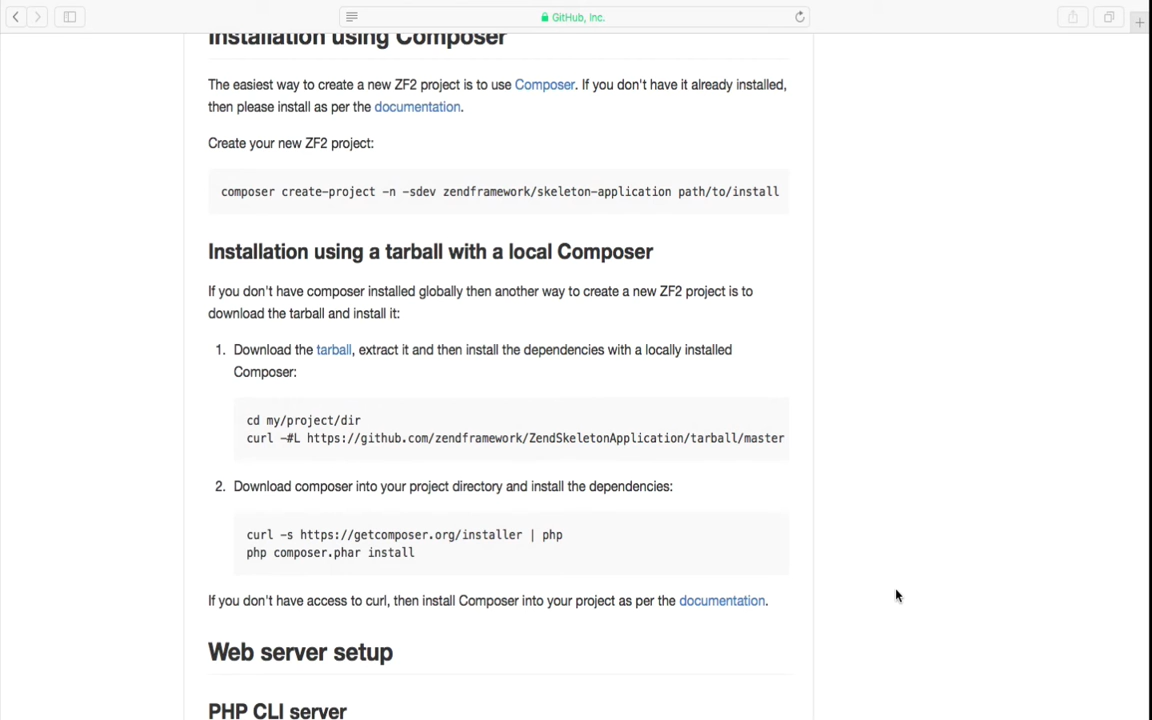 GitHub, Inc.
Installation using Composer
The easiest way to create a new ZF2 project is to use Composer. If you don't have it already installed,
then please install as per the documentation.
Create your new ZF2 project:
composer create-project -n -sdev zendframework/skeleton-application path/to/install
Installation using a tarball with a local Composer
If you don't have composer installed globally then another way to create a new ZF2 project is to
download the tarball and install it:
1. Download the tarball, extract it and then install the dependencies with a locally installed
Composer:
cd my/project/dir
curl -#L https://github.com/zendframework/ZendSkeletonApplication/tarball/master
2. Download composer into your project directory and install the dependencies:
curl -s https://getcomposer.org/installer | php
php composer.phar install
If you don't have access to curl, then install Composer into your project as per the documentation.
Web server setup
PHP CLI server